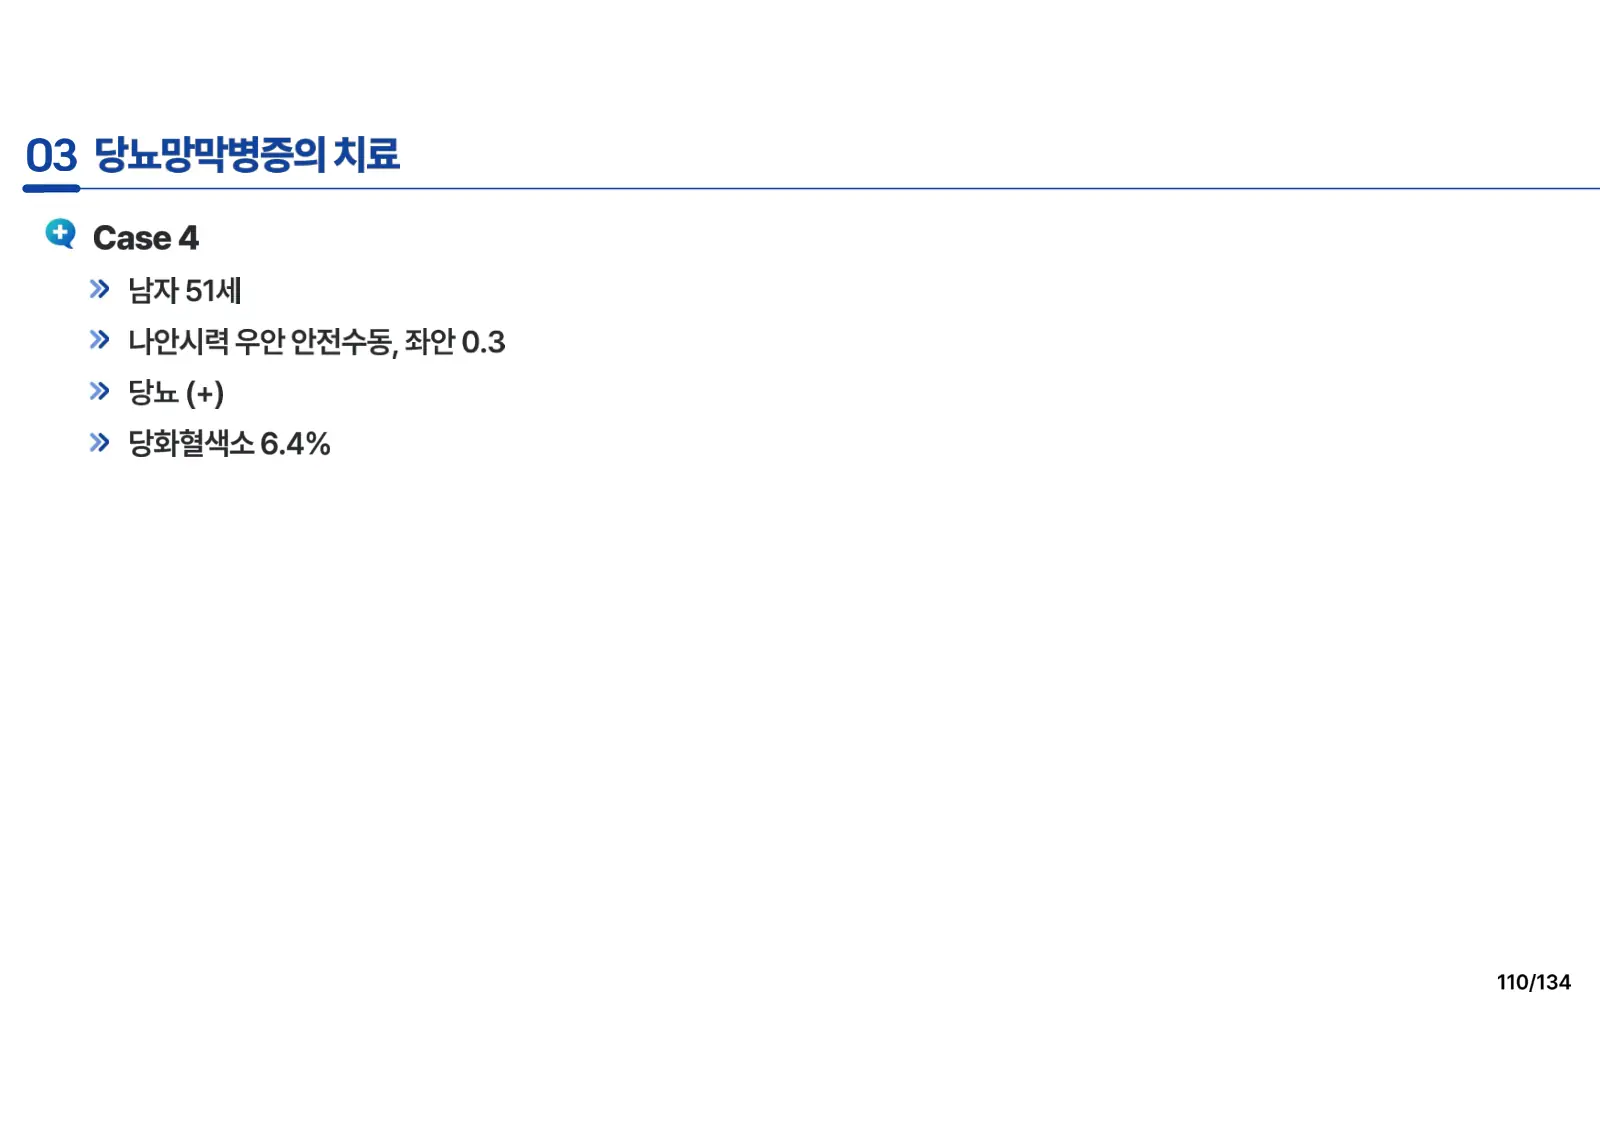 03 당뇨망막병증의 치료
Case 4
남자 51세
나안시력 우안 안전수동, 좌안 0.3
당뇨 (+)
당화혈색소 6.4%
110/134